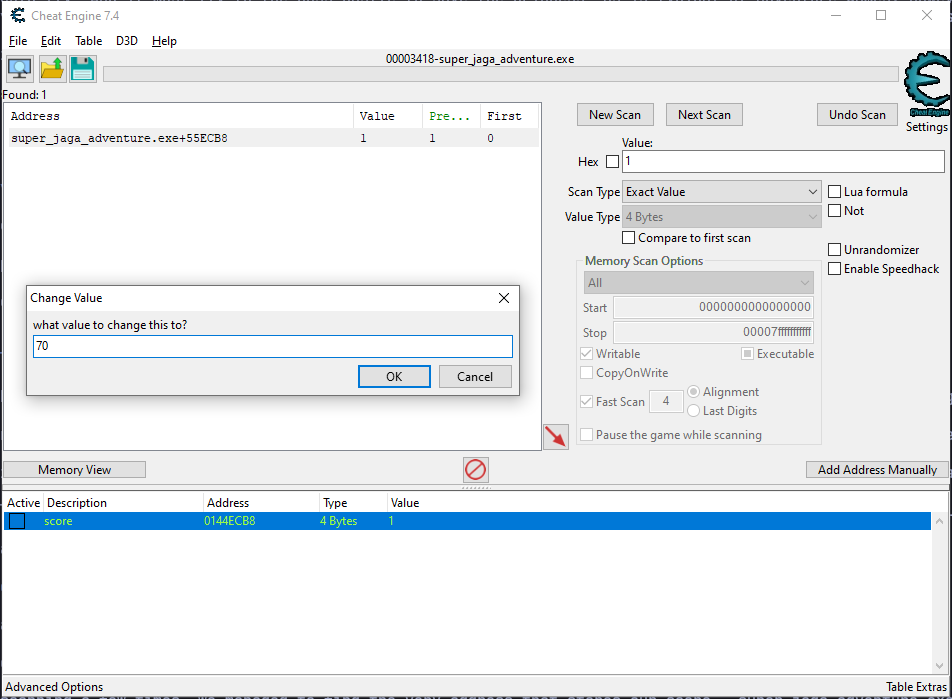 Cheat Engine 7.4
File Edit Table D3D Help
00003418-super_jaga_adventure.exe
Found: 1
Address Value Pre... First
super_jaga_adventure.exe+55ECB8 1 1 0
New Scan Next Scan Undo Scan
Cheat Engine
Settings
Value:
Hex 1
Scan Type Exact Value Lua formula
Value Type 4 Bytes Not
Compare to first scan
Unrandomizer
Enable Speedhack
Memory Scan Options
All
Start 0000000000000000
Stop 00007fffffffffff
Writable Executable
CopyOnWrite
Fast Scan 4 Alignment
Last Digits
Pause the game while scanning
Change Value
what value to change this to?
70
OK Cancel
Memory View Add Address Manually
Active Description Address Type Value
score 0144ECB8 4 Bytes 1
Advanced Options Table Extras